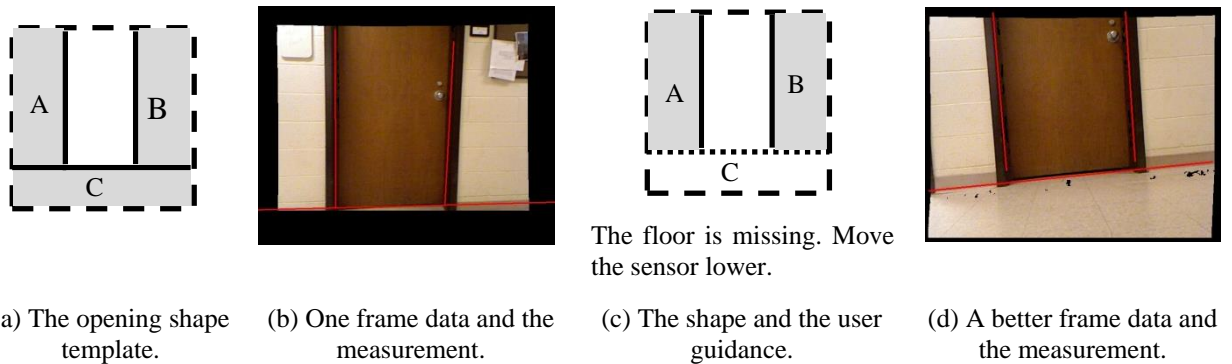 A
B
C
A
B
C
The floor is missing. Move
the sensor lower.
a) The opening shape
template.
(b) One frame data and the
measurement.
(c) The shape and the user
guidance.
(d) A better frame data and
the measurement.